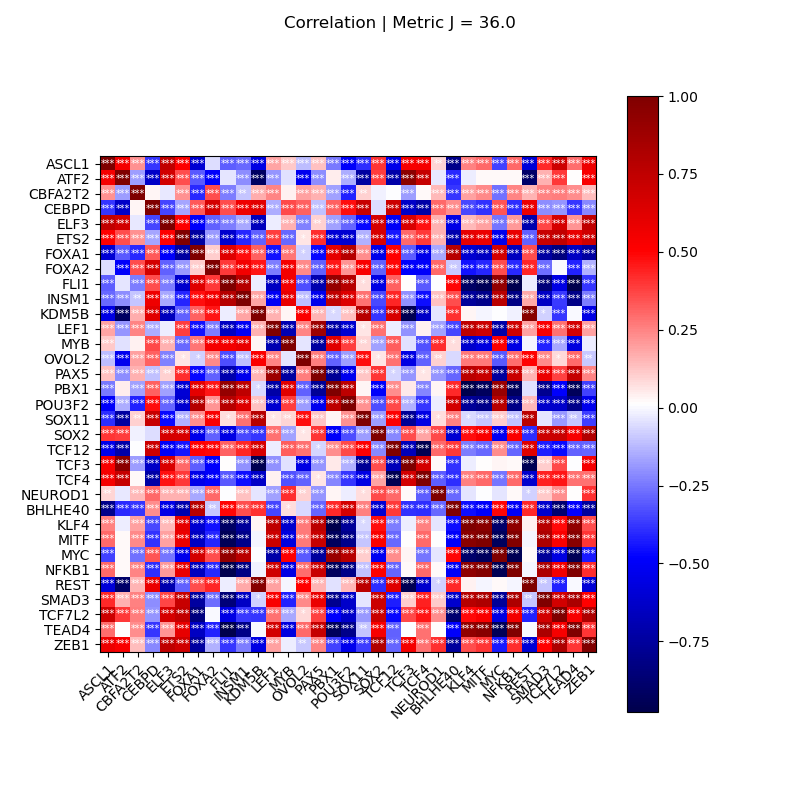 Correlation | Metric J = 36.0
ASCL1
ATF2
CBFA2T2
CEBPD
ELF3
ETS2
FOXA1
FOXA2
FLI1
INSM1
KDM5B
LEF1
MYB
OVOL2
PAX5
PBX1
POU3F2
SOX11
SOX2
TCF12
TCF3
TCF4
NEUROD1
BHLHE40
KLF4
MITF
MYC
NFKB1
REST
SMAD3
TCF7L2
TEAD4
ZEB1
ASCL1
ATF2
CBFA2T2
CEBPD
ELF3
ETS2
FOXA1
FOXA2
FLI1
INSM1
KDM5B
LEF1
MYB
OVOL2
PAX5
PBX1
POU3F2
SOX11
SOX2
TCF12
TCF3
TCF4
NEUROD1
BHLHE40
KLF4
MITF
MYC
NFKB1
REST
SMAD3
TCF7L2
TEAD4
ZEB1
1.00
0.75
0.50
0.25
0.00
−0.25
−0.50
−0.75